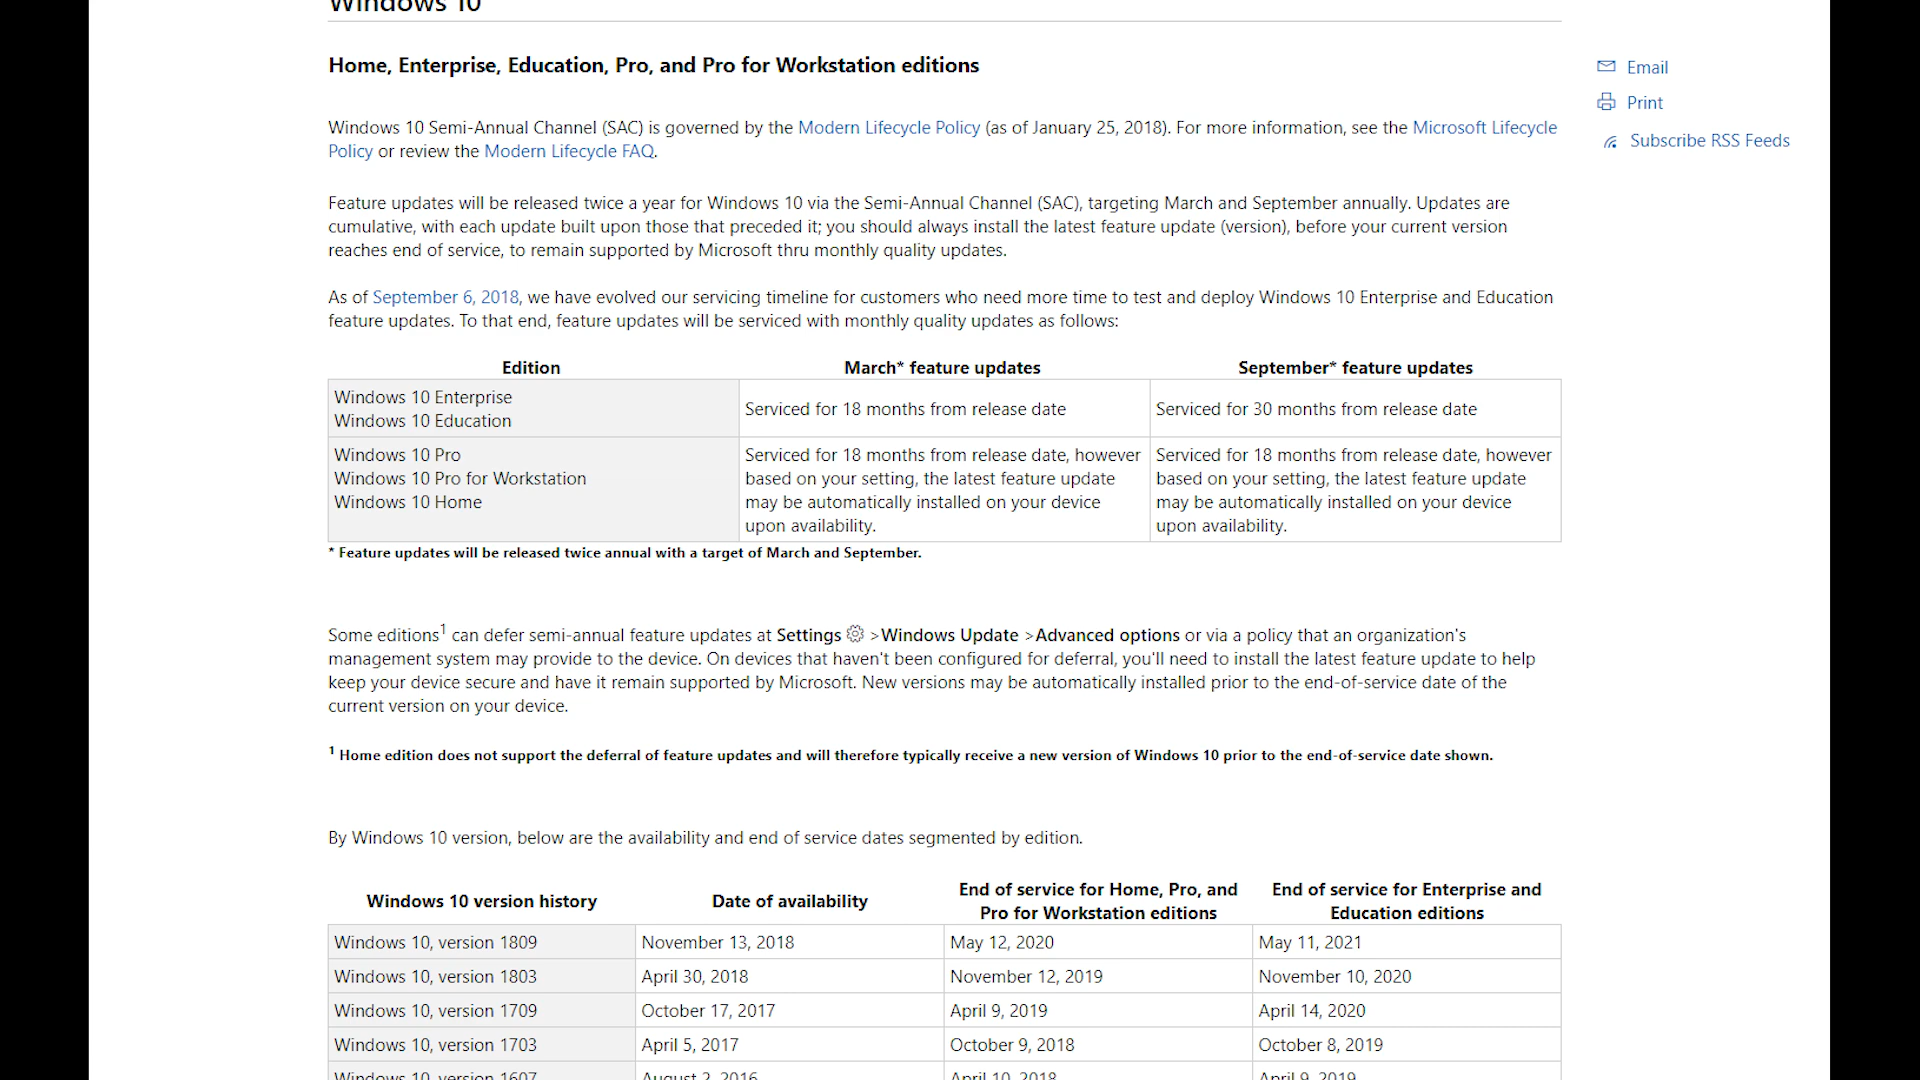 Windows 10
Home, Enterprise, Education, Pro, and Pro for Workstation editions
Email
Print
Subscribe RSS Feeds
Windows 10 Semi-Annual Channel (SAC) is governed by the Modern Lifecycle Policy (as of January 25, 2018). For more information, see the Microsoft Lifecycle
Policy or review the Modern Lifecycle FAQ.
Feature updates will be released twice a year for Windows 10 via the Semi-Annual Channel (SAC), targeting March and September annually. Updates are
cumulative, with each update built upon those that preceded it; you should always install the latest feature update (version), before your current version
reaches end of service, to remain supported by Microsoft thru monthly quality updates.
As of September 6, 2018, we have evolved our servicing timeline for customers who need more time to test and deploy Windows 10 Enterprise and Education
feature updates. To that end, feature updates will be serviced with monthly quality updates as follows:
Edition March* feature updates September* feature updates
Windows 10 Enterprise
Windows 10 Education
Serviced for 18 months from release date
Serviced for 30 months from release date
Windows 10 Pro
Windows 10 Pro for Workstation
Windows 10 Home
Serviced for 18 months from release date, however
based on your setting, the latest feature update
may be automatically installed on your device
upon availability.
Serviced for 18 months from release date, however
based on your setting, the latest feature update
may be automatically installed on your device
upon availability.
* Feature updates will be released twice annual with a target of March and September.
Some editions1 can defer semi-annual feature updates at Settings >Windows Update >Advanced options or via a policy that an organization's
management system may provide to the device. On devices that haven't been configured for deferral, you'll need to install the latest feature update to help
keep your device secure and have it remain supported by Microsoft. New versions may be automatically installed prior to the end-of-service date of the
current version on your device.
1 Home edition does not support the deferral of feature updates and will therefore typically receive a new version of Windows 10 prior to the end-of-service date shown.
By Windows 10 version, below are the availability and end of service dates segmented by edition.
Windows 10 version history
Date of availability
End of service for Home, Pro, and
Pro for Workstation editions
End of service for Enterprise and
Education editions
Windows 10, version 1809 November 13, 2018 May 12, 2020 May 11, 2021
Windows 10, version 1803 April 30, 2018 November 12, 2019 November 10, 2020
Windows 10, version 1709 October 17, 2017 April 9, 2019 April 14, 2020
Windows 10, version 1703 April 5, 2017 October 9, 2018 October 8, 2019
Windows 10, version 1607 August 2, 2016 April 10, 2018 April 9, 2019